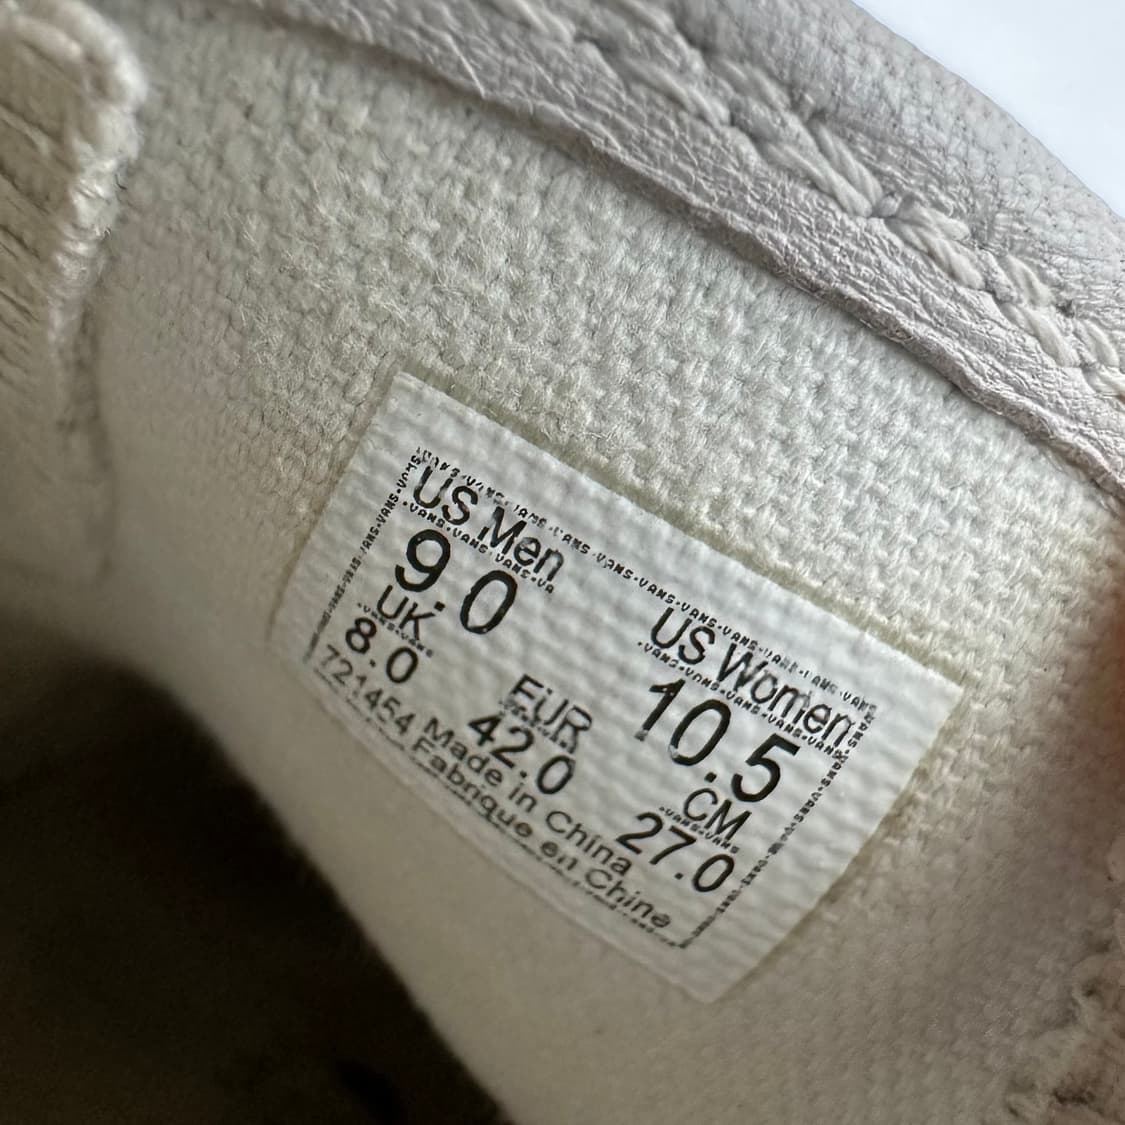 US Men
9.0
US Women
10.5
UK
8.0
EUR
42.0
CM
27.0
721454 Made in China
Fabrique en Chine